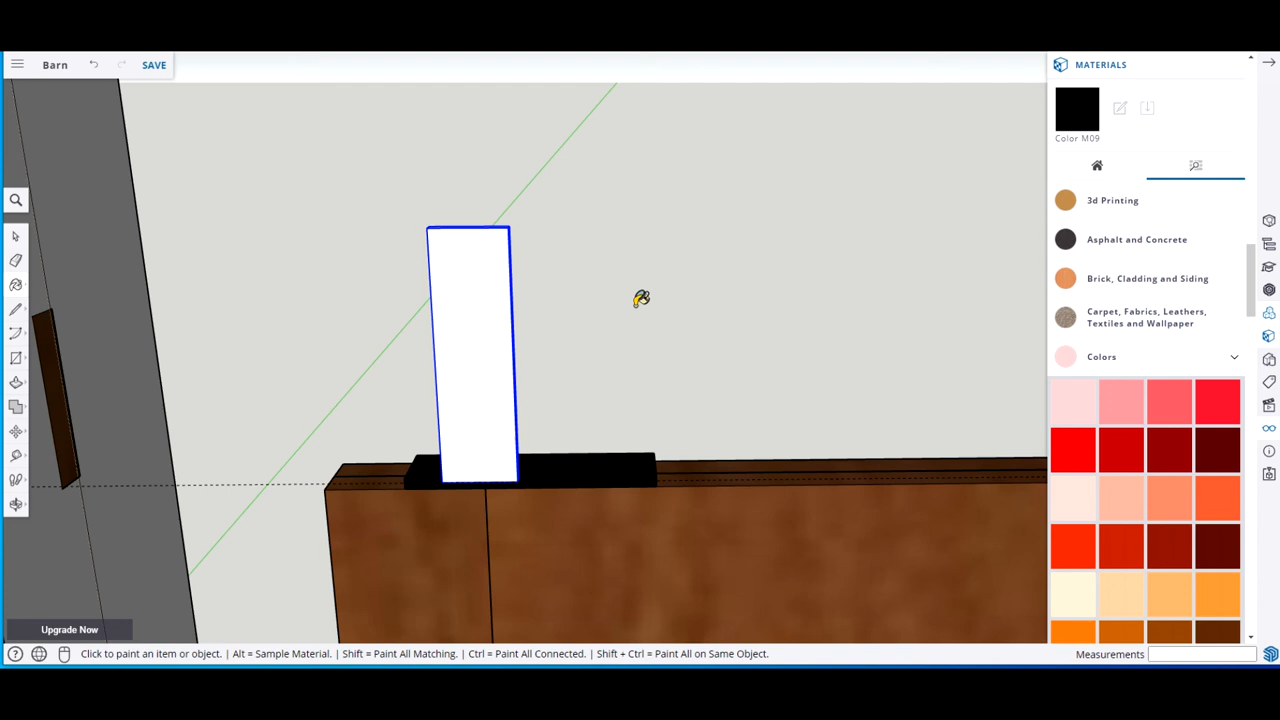 Barn
SAVE
MATERIALS
Color M09
3d Printing
Asphalt and Concrete
Brick, Cladding and Siding
Carpet, Fabrics, Leathers,
Textiles and Wallpaper
Colors
Upgrade Now
Click to paint an item or object. | Alt = Sample Material. | Shift = Paint All Matching. | Ctrl = Paint All Connected. | Shift + Ctrl = Paint All on Same Object.
Measurements